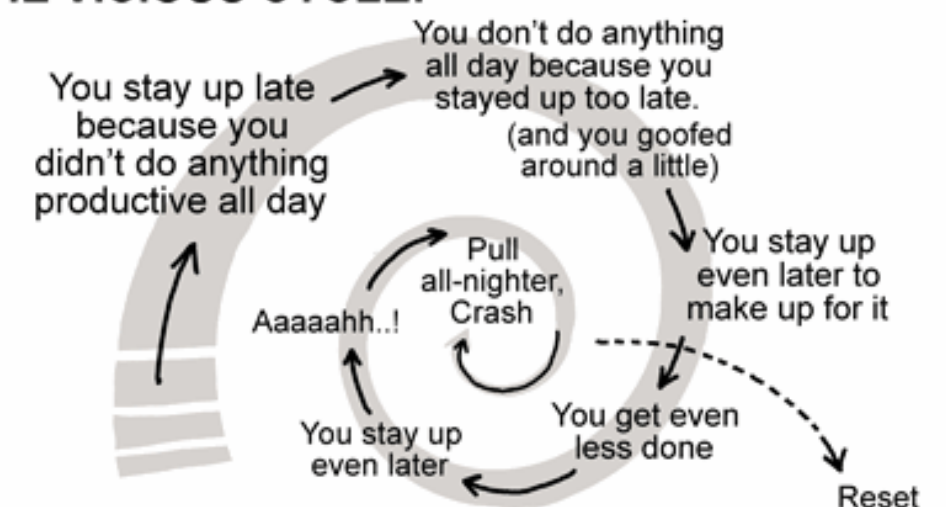 You stay up late
because you
didn't do anything
productive all day
You don't do anything
all day because you
stayed up too late.
(and you goofed
around a little)
You stay up
even later to
make up for it
You get even
less done
You stay up
even later
Aaaaahh..!
Pull
all-nighter,
Crash
Reset